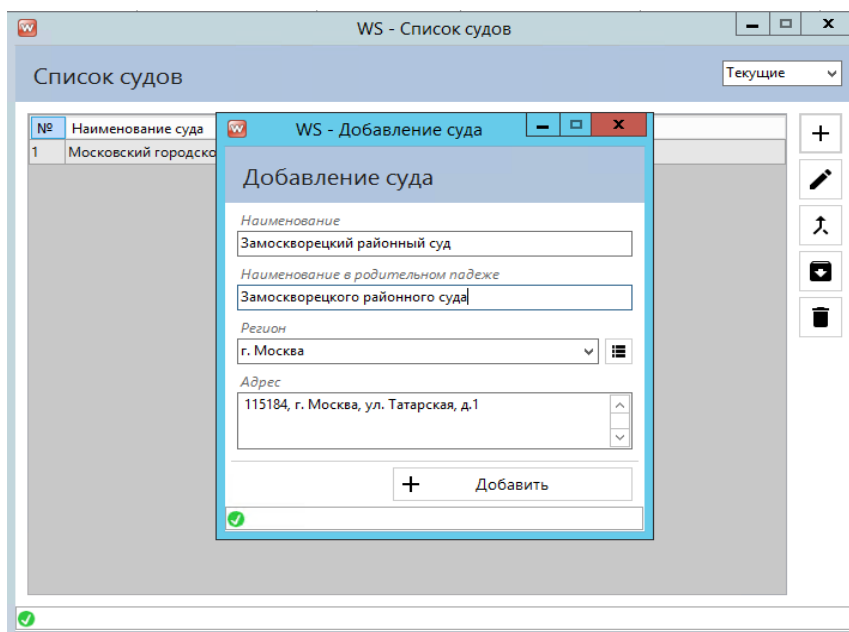 WS - Список судов
Список судов
Текущие
№ Наименование суда
1 Московский городско
WS - Добавление суда
Добавление суда
Наименование
Замоскворецкий районный суд
Наименование в родительном падеже
Замоскворецкого районного суда
Регион
г. Москва
Адрес
115184, г. Москва, ул. Татарская, д.1
+ Добавить